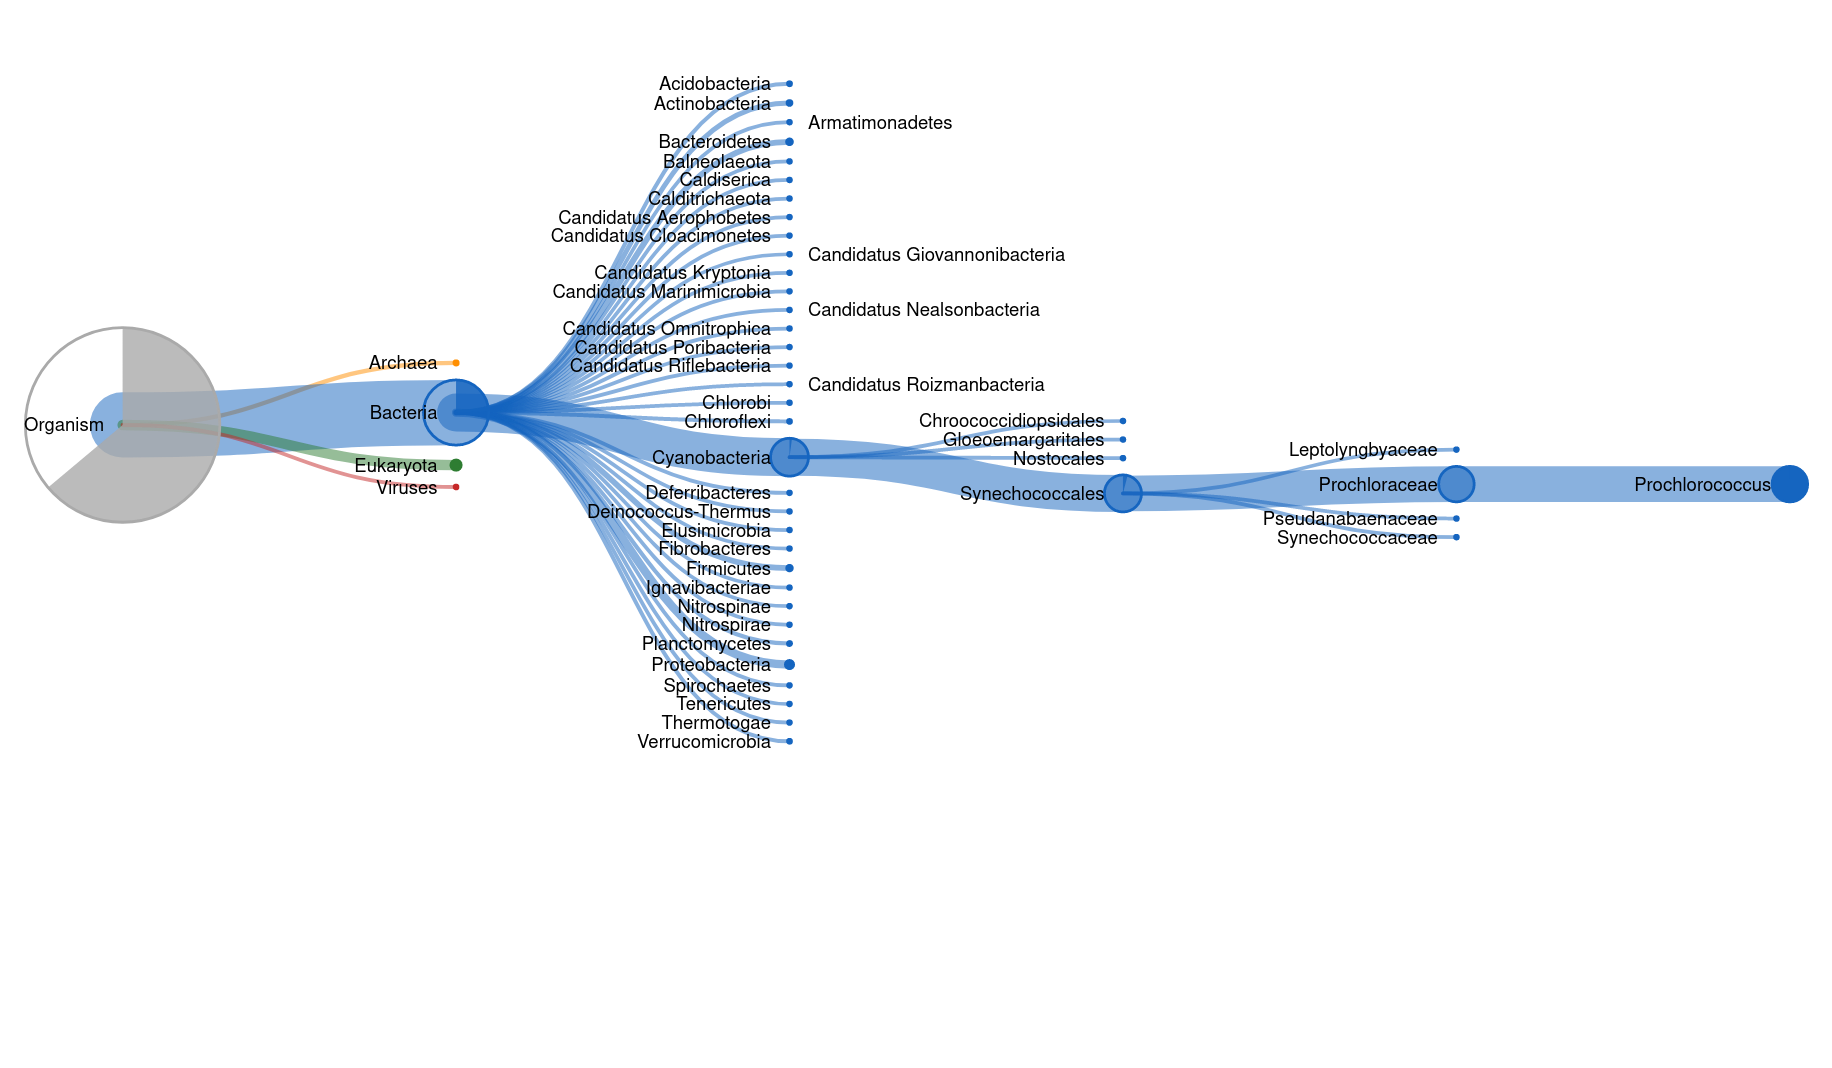 Organism
Archaea
Bacteria
Eukaryota
Viruses
Acidobacteria
Actinobacteria
Armatimonadetes
Bacteroidetes
Balneolaeota
Caldiserica
Calditrichaeota
Candidatus Aerophobetes
Candidatus Cloacimonetes
Candidatus Giovannonibacteria
Candidatus Kryptonia
Candidatus Marinimicrobia
Candidatus Nealsonbacteria
Candidatus Omnitrophica
Candidatus Poribacteria
Candidatus Riflebacteria
Candidatus Roizmanbacteria
Chlorobi
Chloroflexi
Cyanobacteria
Deferribacteres
Deinococcus-Thermus
Elusimicrobia
Fibrobacteres
Firmicutes
Ignavibacteriae
Nitrospinae
Nitrospirae
Planctomycetes
Proteobacteria
Spirochaetes
Tenericutes
Thermotogae
Verrucomicrobia
Chroococcidiopsidales
Gloeoemargaritales
Nostocales
Synechococcales
Leptolyngbyaceae
Prochloraceae
Pseudanabaenaceae
Synechococcaceae
Prochlorococcus